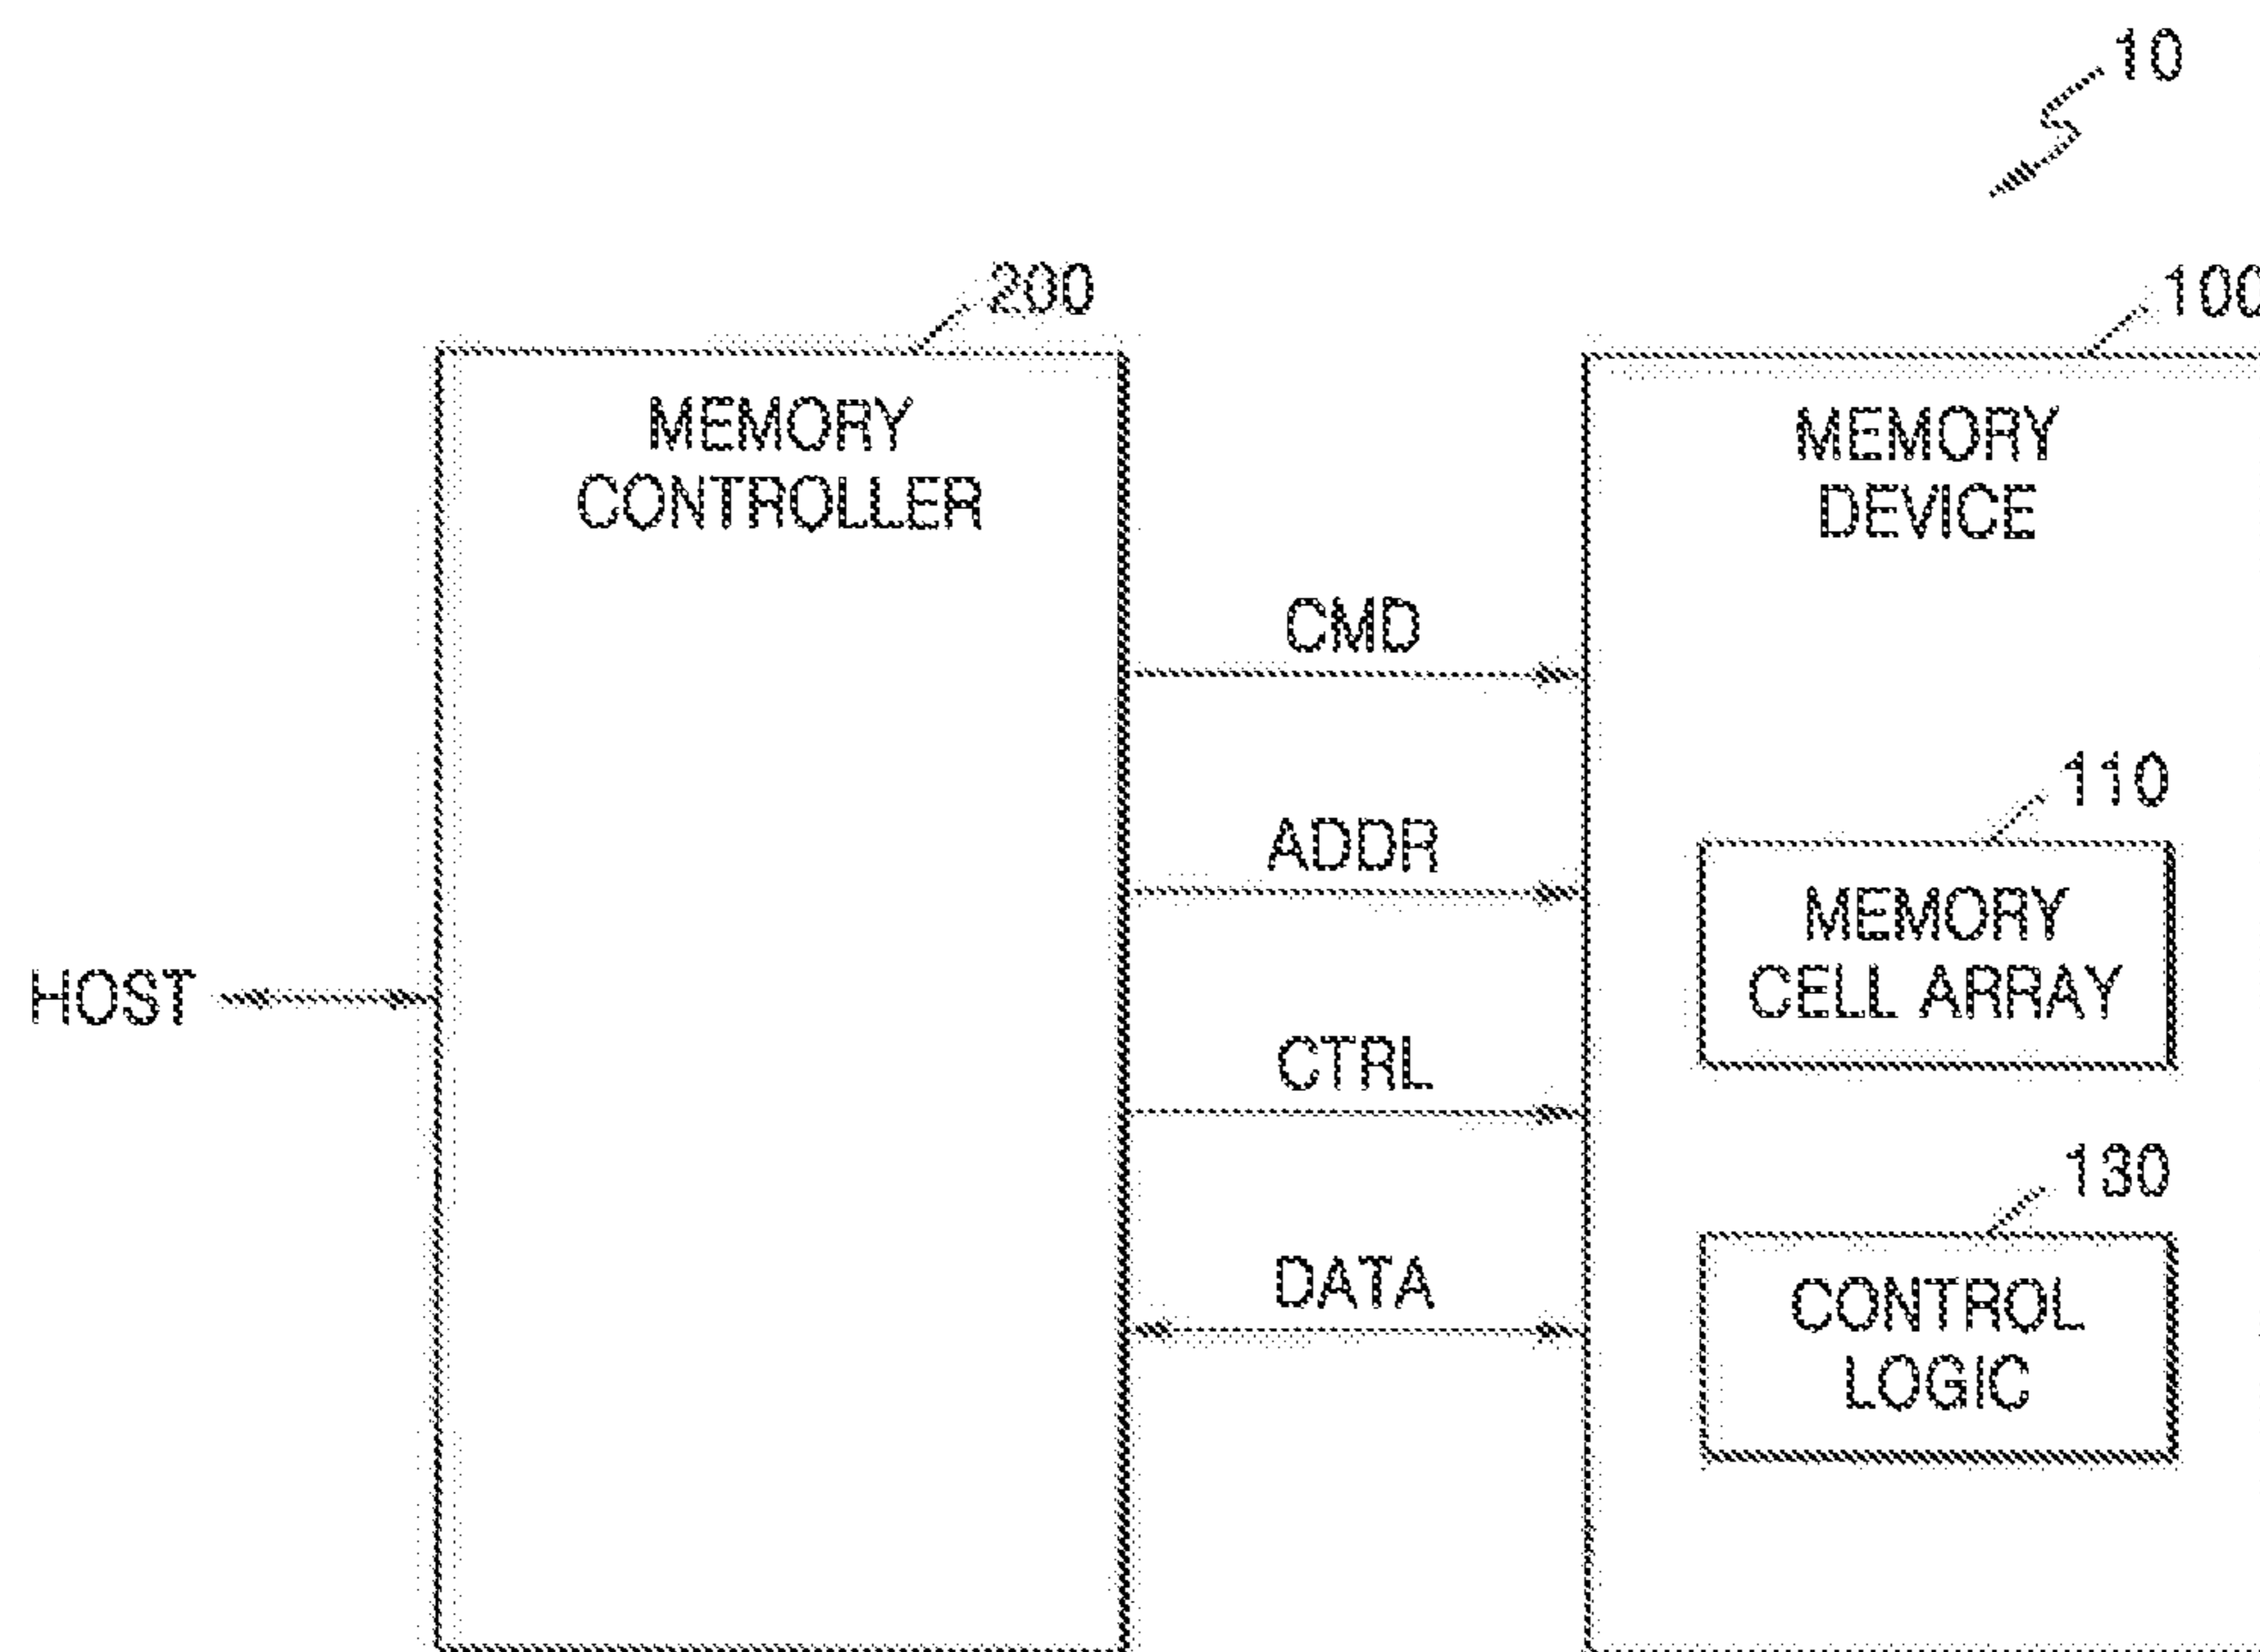 10
200
100
MEMORY
CONTROLLER
MEMORY
DEVICE
CMD
110
ADDR
MEMORY
CELL ARRAY
HOST
CTRL
130
DATA
CONTROL
LOGIC